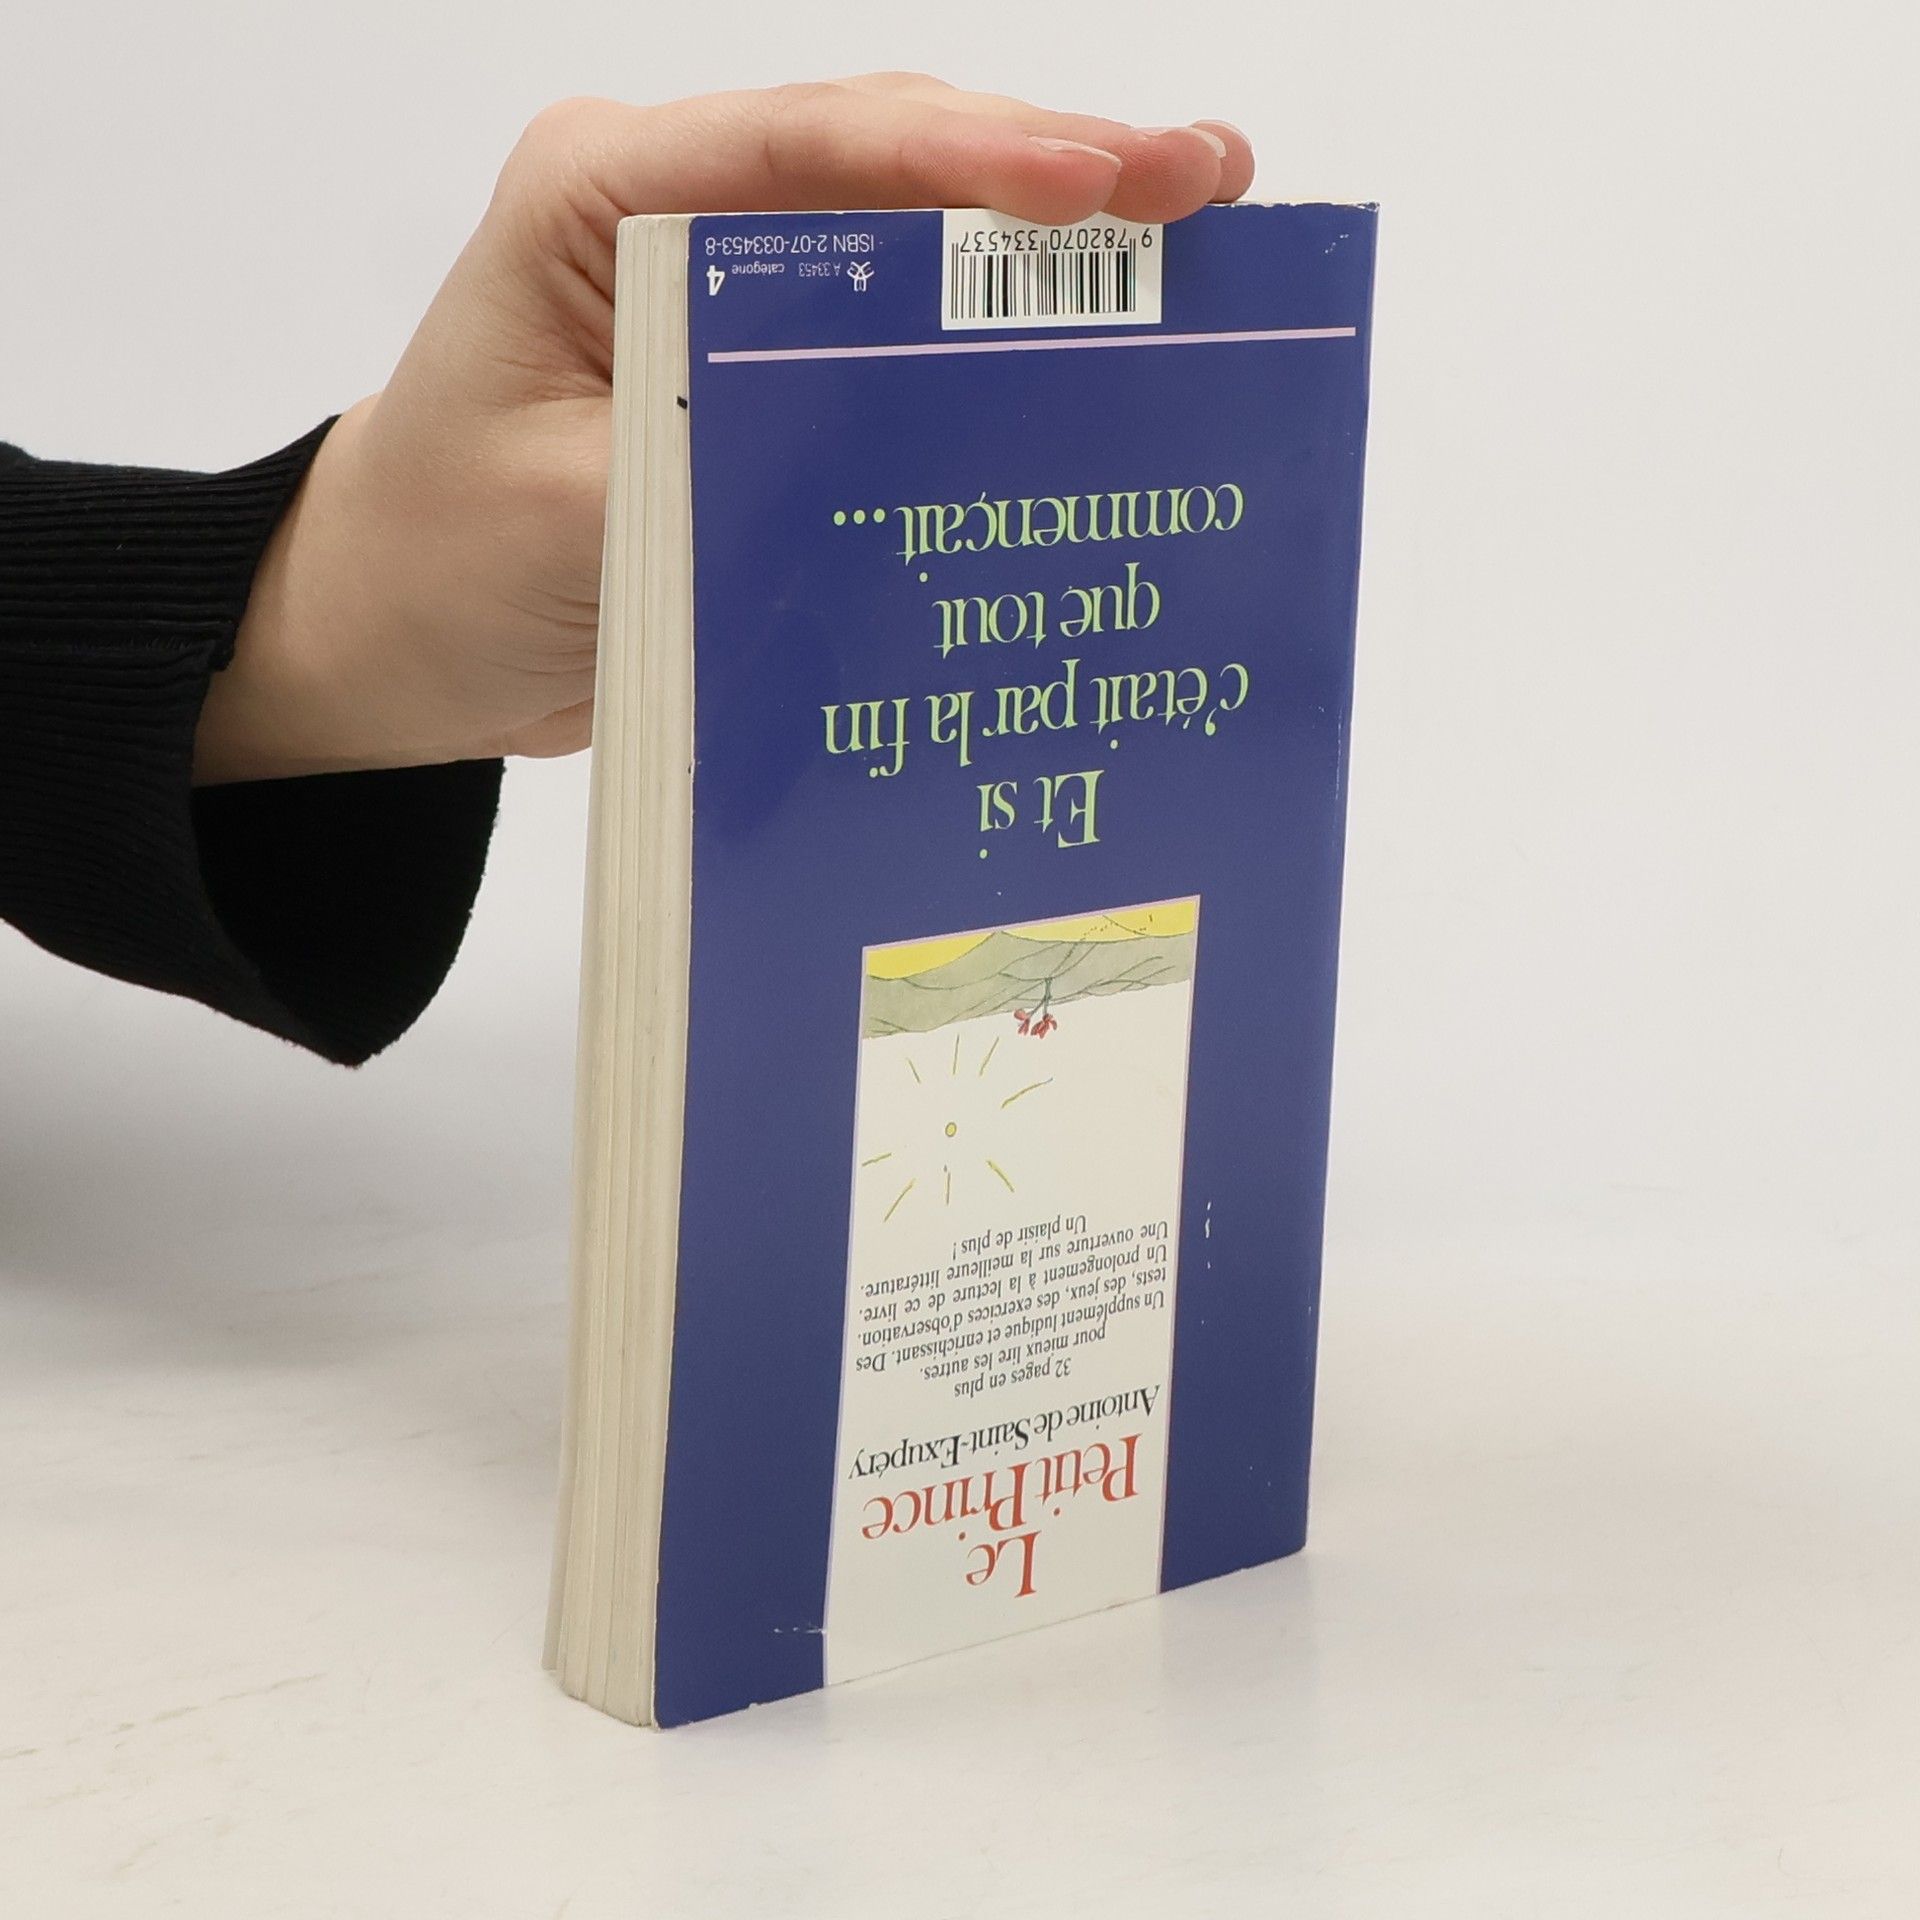 Le
Petit Prince
Antoine de Saint-Exupéry
32 pages en plus
pour mieux lire les autres.
Un supplément ludique et enrichissant. Des
tests, des jeux, des exercices d'observation.
Un prolongement à la lecture de ce livre.
Une ouverture sur la meilleure littérature.
Un plaisir de plus !
Et si
c'était par la fin
que tout
commençait...
9 782070 334537
A 33453 catégorie 4
ISBN 2-07-033453-8